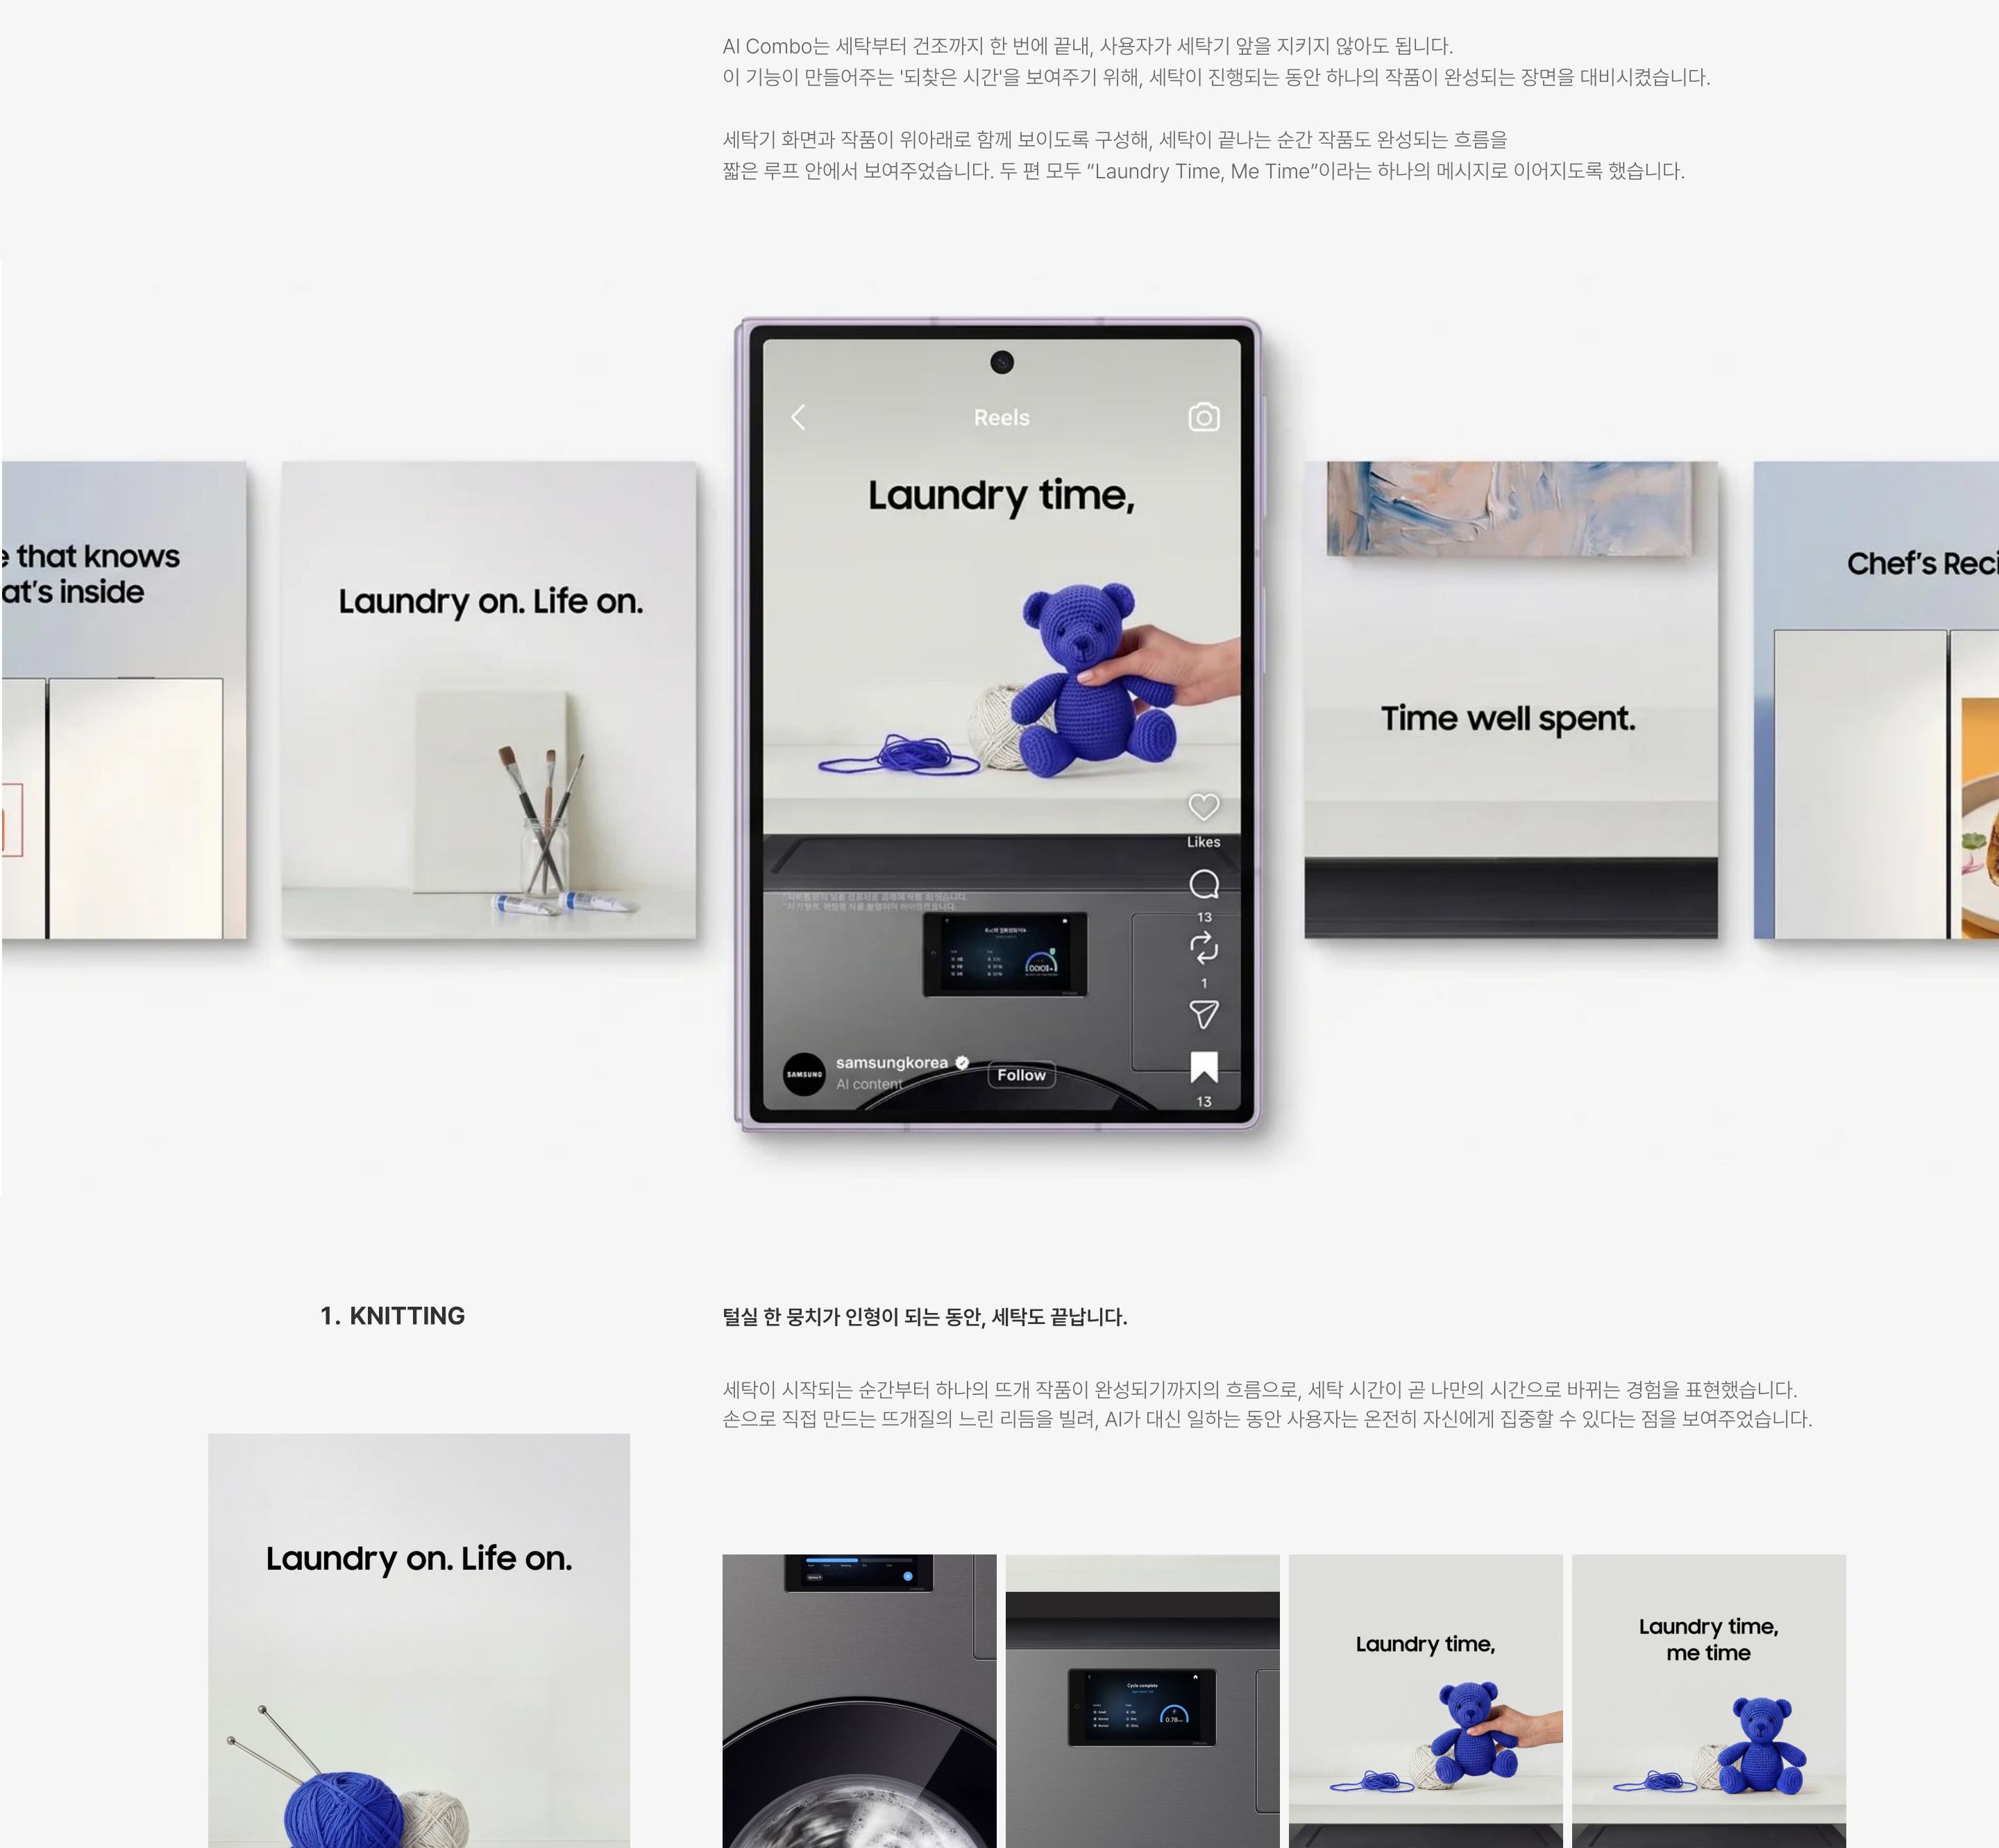 AI Combo는 세탁부터 건조까지 한 번에 끝내, 사용자가 세탁기 앞을 지키지 않아도 됩니다.
이 기능이 만들어주는 '되찾은 시간'을 보여주기 위해, 세탁이 진행되는 동안 하나의 작품이 완성되는 장면을 대비시켰습니다.
세탁기 화면과 작품이 위아래로 함께 보이도록 구성해, 세탁이 끝나는 순간 작품도 완성되는 흐름을
짧은 루프 안에서 보여주었습니다. 두 편 모두 “Laundry Time, Me Time”이라는 하나의 메시지로 이어지도록 했습니다.
that knows
inside
Laundry on. Life on.
Reels
Laundry time,
Likes
13
1
SAMSUNG
samsungkorea
AI content
Follow
13
Time well spent.
Chef's
1. KNITTING
털실 한 뭉치가 인형이 되는 동안, 세탁도 끝납니다.
세탁이 시작되는 순간부터 하나의 뜨개 작품이 완성되기까지의 흐름으로, 세탁 시간이 곧 나만의 시간으로 바뀌는 경험을 표현했습니다.
손으로 직접 만드는 뜨개질의 느린 리듬을 빌려, AI가 대신 일하는 동안 사용자는 온전히 자신에게 집중할 수 있다는 점을 보여주었습니다.
Laundry on. Life on.
Cycle complete
0.78
Laundry time,
Laundry time,
me time